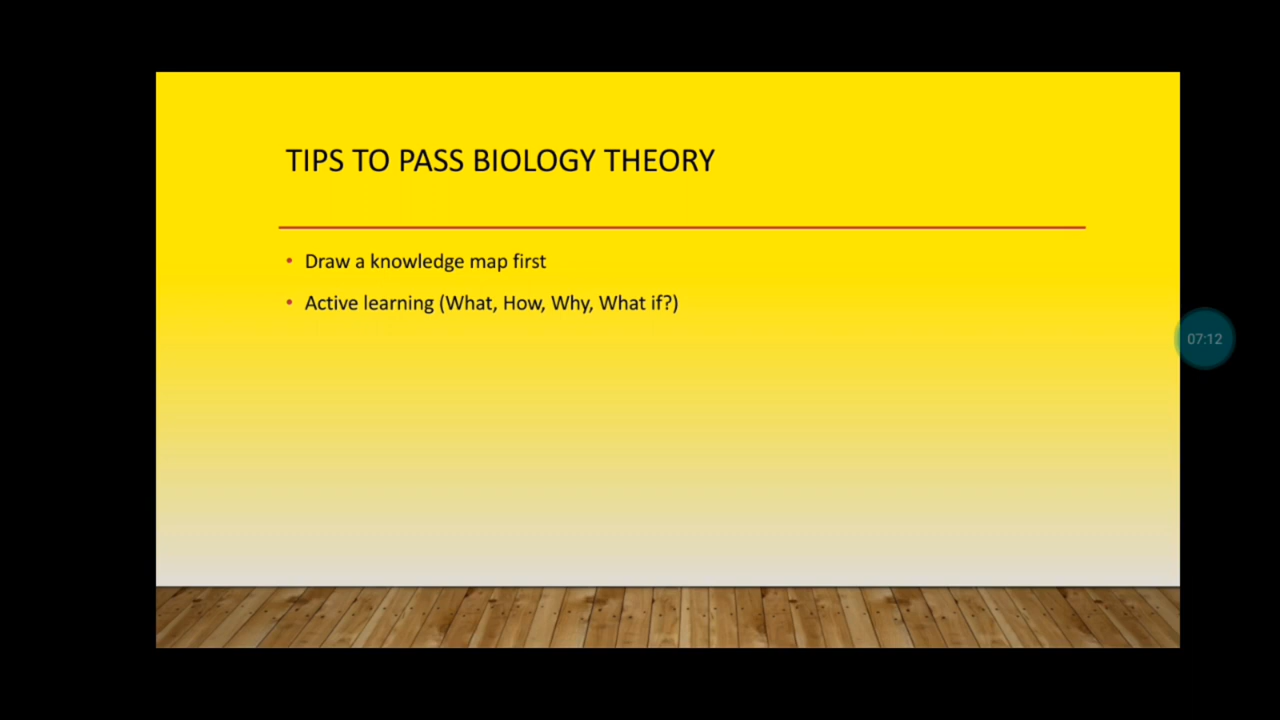 TIPS TO PASS BIOLOGY THEORY
• Draw a knowledge map first
• Active learning (What, How, Why, What if?)
07:12